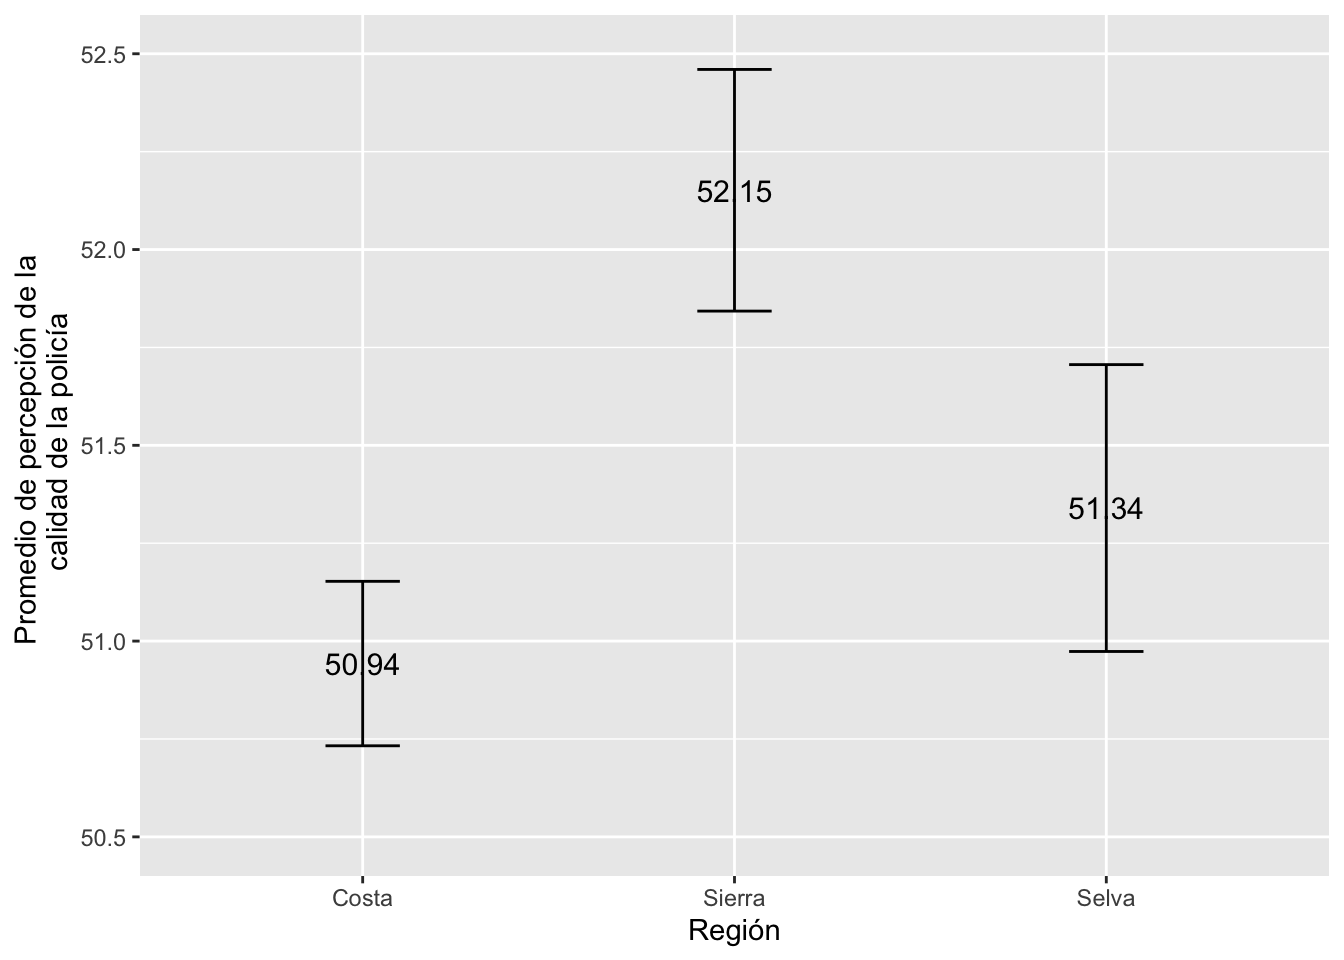 Promedio de percepción de la
calidad de la policía
52.5
52.0
51.5
51.0
50.5
50.94
52.15
51.34
Costa
Sierra
Selva
Región